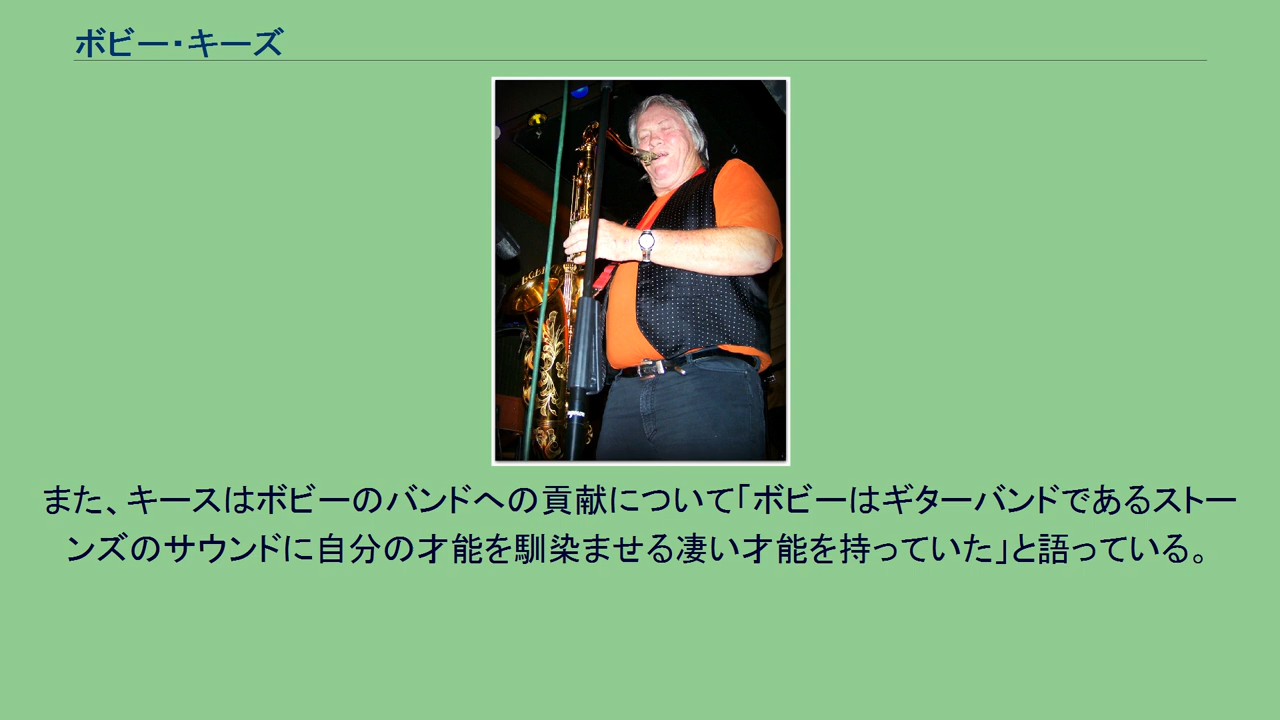 ボビー・キーズ
また、キースはボビーのバンドへの貢献について｢ボビーはギターバンドであるストー
ンズのサウンドに自分の才能を馴染ませる凄い才能を持っていた｣と語っている。